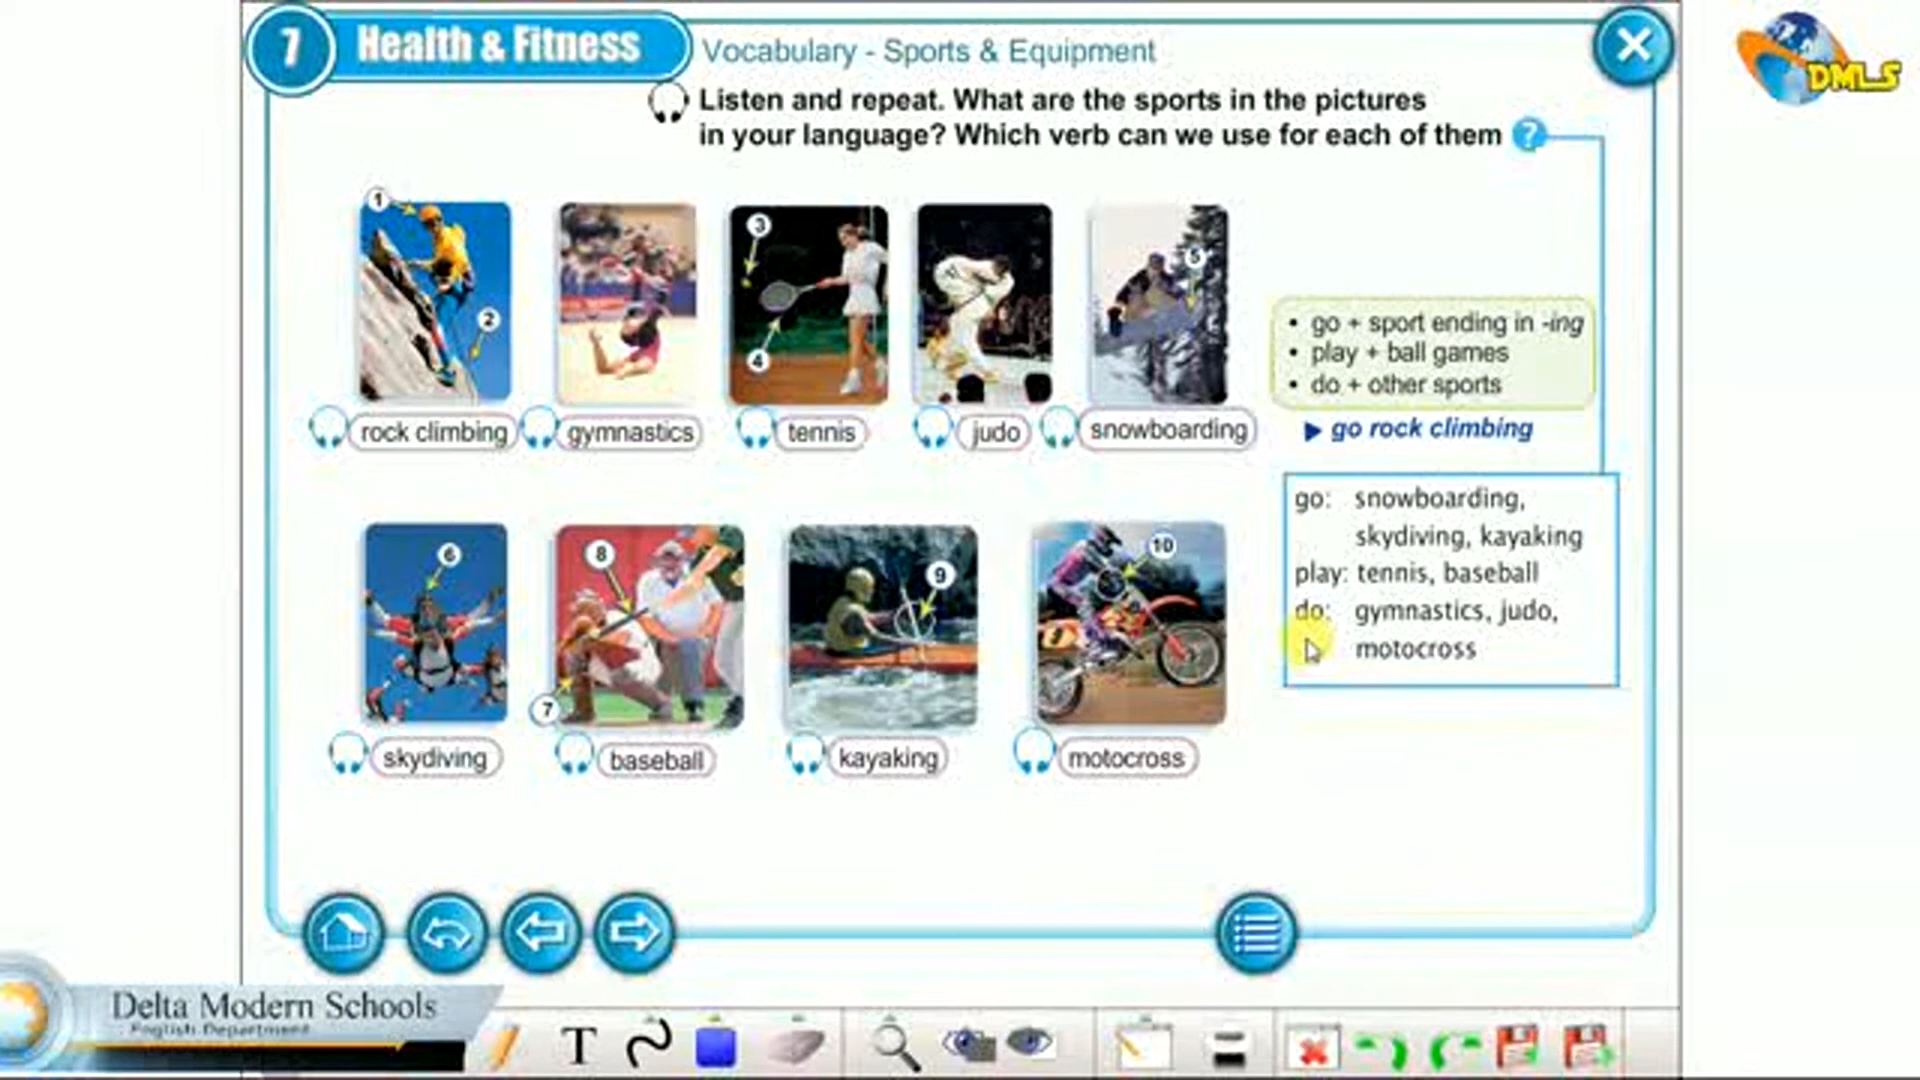 7 Health & Fitness Vocabulary - Sports & Equipment
DMLS
Listen and repeat. What are the sports in the pictures
in your language? Which verb can we use for each of them ?
1
2
3
4
5
rock climbing
gymnastics
tennis
judo
snowboarding
• go + sport ending in -ing
• play + ball games
• do + other sports
go rock climbing
go: snowboarding,
skydiving, kayaking
play: tennis, baseball
do: gymnastics, judo,
motocross
6
8
7
9
10
skydiving
baseball
kayaking
motocross
Delta Modern Schools
English Department
T